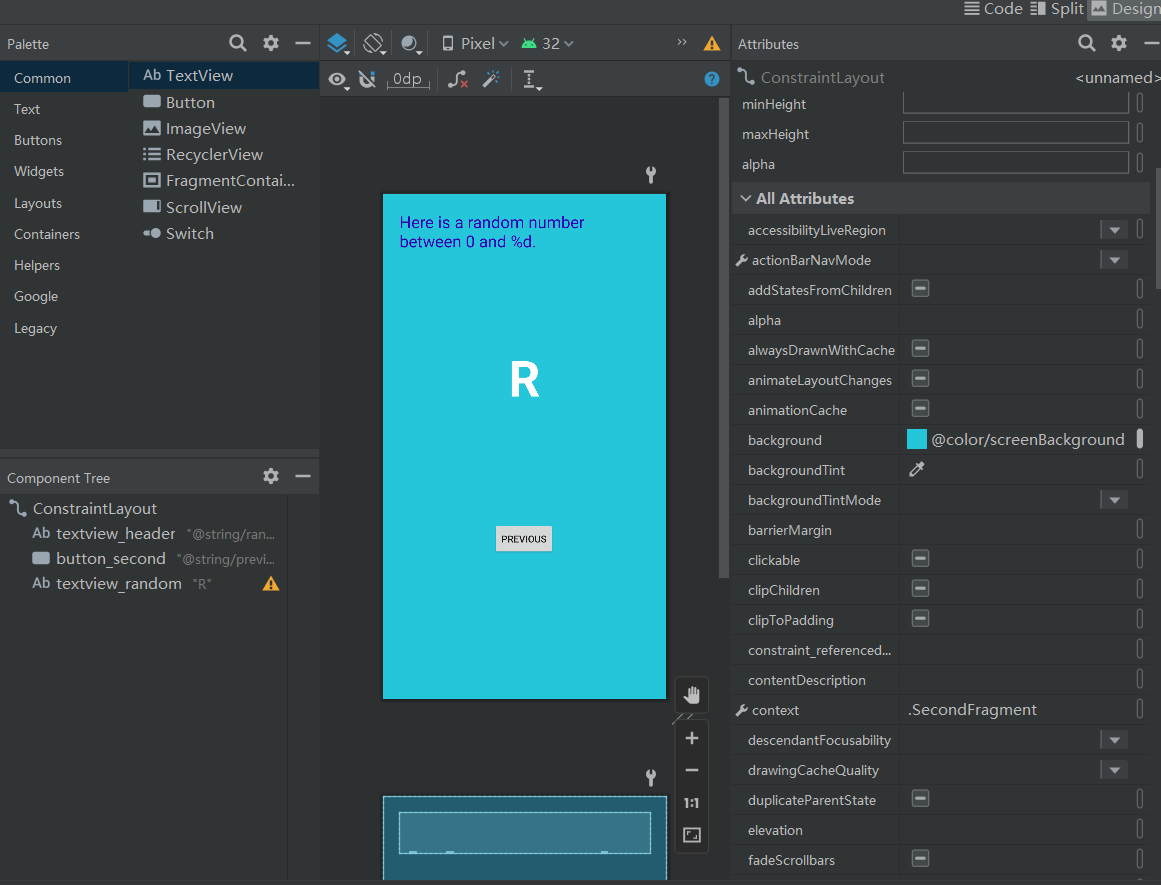 Code Split Design
Palette
Common
Text
Buttons
Widgets
Layouts
Containers
Helpers
Google
Legacy
Ab TextView
Button
ImageView
RecyclerView
FragmentContai...
ScrollView
Switch
Component Tree
ConstraintLayout
Ab textview_header "@string/ran...
button_second "@string/previ...
Ab textview_random "R"
Pixel 32 »
0dp ?
Here is a random number
between 0 and %d.
R
PREVIOUS
+
−
1:1
Attributes
ConstraintLayout <unnamed>
minHeight
maxHeight
alpha
All Attributes
accessibilityLiveRegion
actionBarNavMode
addStatesFromChildren
alpha
alwaysDrawnWithCache
animateLayoutChanges
animationCache
background @color/screenBackground
backgroundTint
backgroundTintMode
barrierMargin
clickable
clipChildren
clipToPadding
constraint_referenced...
contentDescription
context .SecondFragment
descendantFocusability
drawingCacheQuality
duplicateParentState
elevation
fadeScrollbars